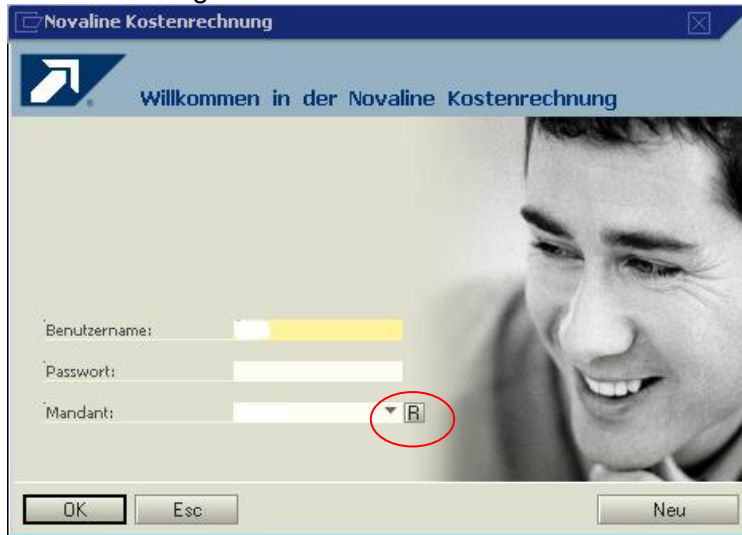 Novaline Kostenrechnung
Willkommen in der Novaline Kostenrechnung
Benutzername:
Passwort:
Mandant:
R
OK
Esc
Neu